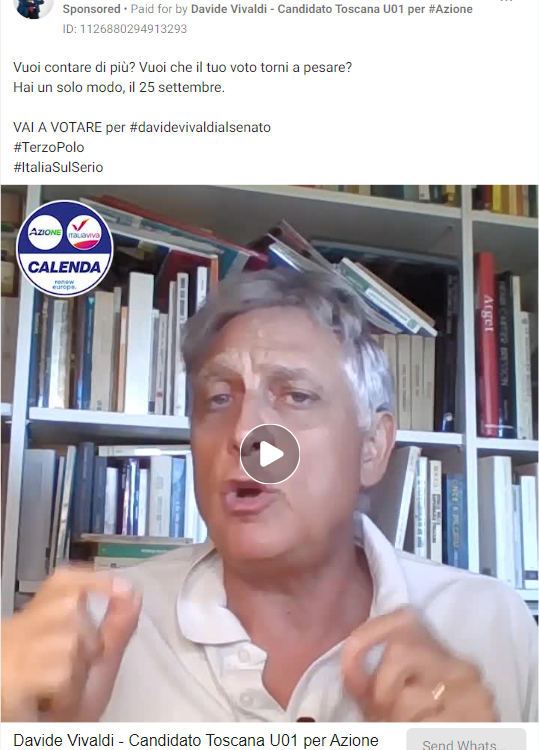 Sponsored • Paid for by Davide Vivaldi - Candidato Toscana U01 per #Azione
ID: 1126880294913293
Vuoi contare di più? Vuoi che il tuo voto torni a pesare?
Hai un solo modo, il 25 settembre.
VAI A VOTARE per #davidevivaldialsenato
#TerzoPolo
#ItaliaSulSerio
AZIONE
ITALIAVIVA
CALENDA
renew
europe.
Davide Vivaldi - Candidato Toscana U01 per Azione
Send Whats...